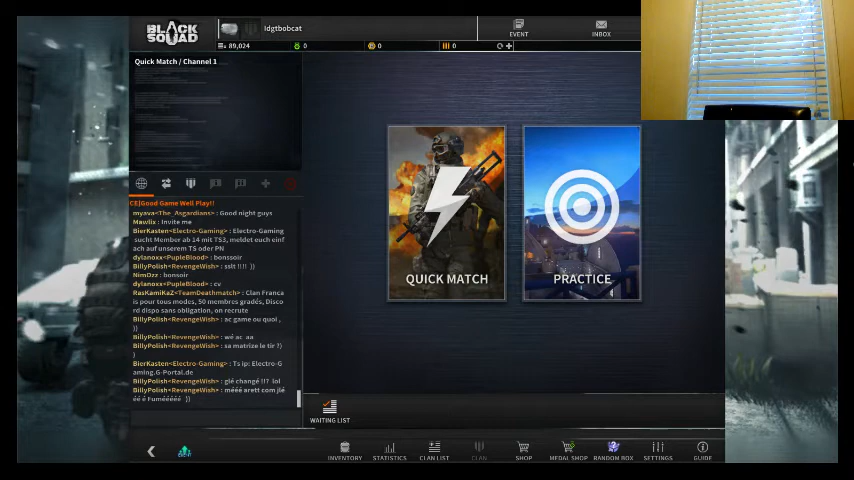 BLACK SQUAD
ldgtbobcat
EVENT
INBOX
89,024
0
0
0
Quick Match / Channel 1
CE]Good Game Well Play!!
myava<The_Asgardians> : Good night guys
Mawlix : Invite me
BierKasten<Electro-Gaming> : Electro-Gaming
sucht Member ab 14 mit TS3, meldet euch einf
ach auf unserem TS oder PN
dylanoxx<PupleBlood> : bonssoir
BillyPolish<RevengeWish> : sslt !!!! ))
NimOzz : bonsoir
dylanoxx<PupleBlood> : cv
RasKamiKaZ<TeamDeathmatch> : Clan Franca
is pour tous modes, 50 membres gradés, Disco
rd dispo sans obligation, on recrute
BillyPolish<RevengeWish> : ac game ou quoi ,
))
BillyPolish<RevengeWish> : wé ac aa
BillyPolish<RevengeWish> : sa matrize le tir ?)
)
BierKasten<Electro-Gaming> : Ts ip: Electro-G
aming.G-Portal.de
BillyPolish<RevengeWish> : glé changé !!? lol
BillyPolish<RevengeWish> : mééé arett com jlé
éé é Fuméééééé ))
QUICK MATCH
PRACTICE
WAITING LIST
INVENTORY
STATISTICS
CLAN LIST
CLAN
SHOP
MEDAL SHOP
RANDOM BOX
SETTINGS
GUIDE